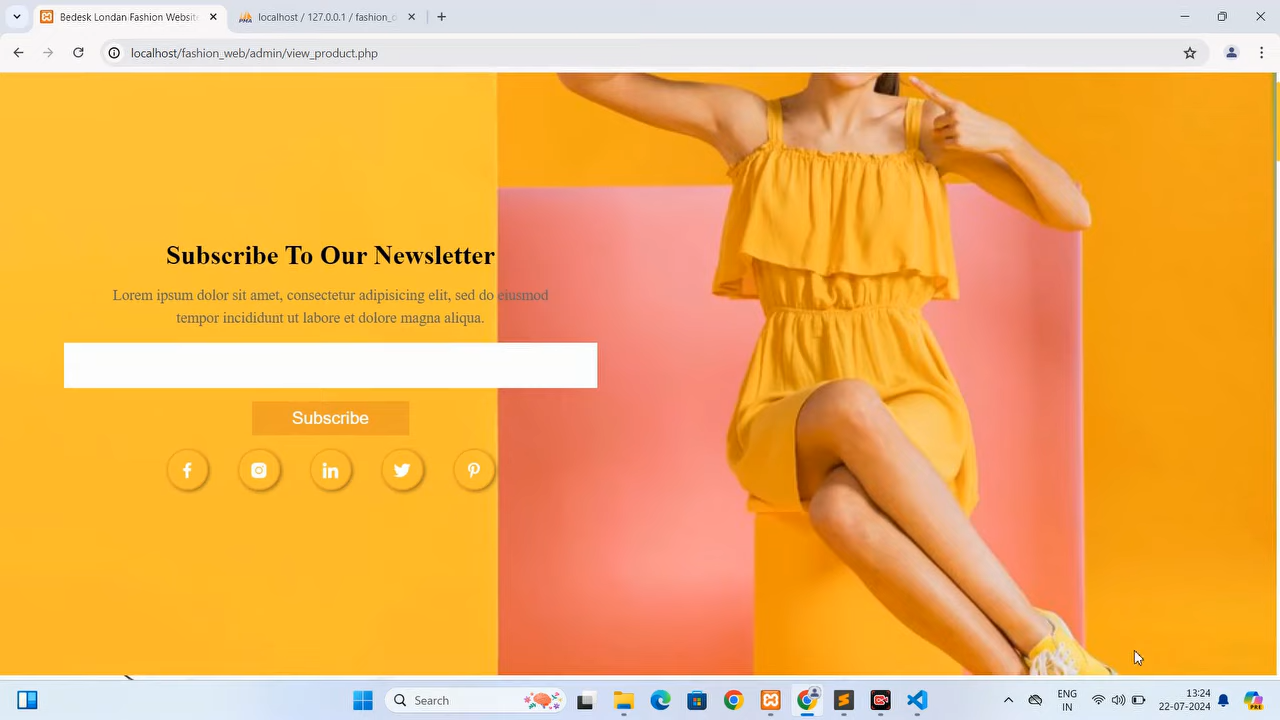 Bedesk Londan Fashion Website
localhost / 127.0.0.1 / fashion_d
localhost/fashion_web/admin/view_product.php
Subscribe To Our Newsletter
Lorem ipsum dolor sit amet, consectetur adipisicing elit, sed do eiusmod
tempor incididunt ut labore et dolore magna aliqua.
Subscribe
Search
ENG
IN
13:24
22-07-2024